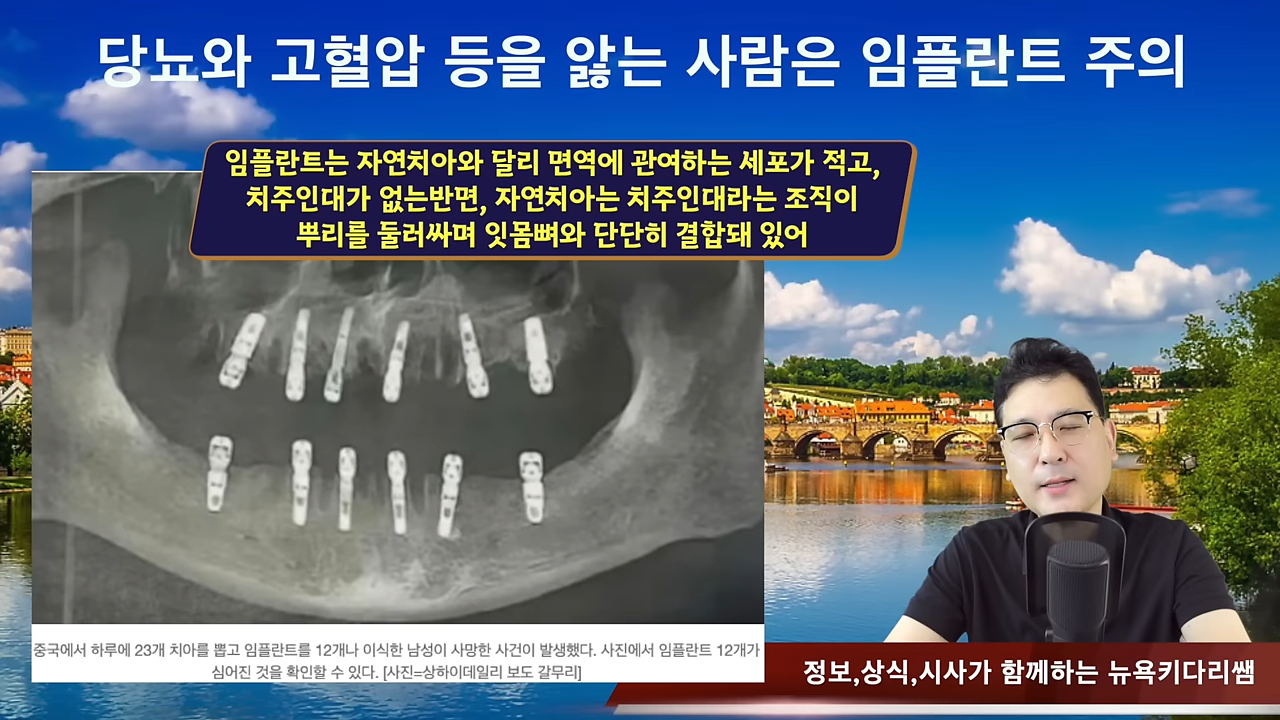 당뇨와 고혈압 등을 앓는 사람은 임플란트 주의
임플란트는 자연치아와 달리 면역에 관여하는 세포가 적고,
치주인대가 없는반면, 자연치아는 치주인대라는 조직이
뿌리를 둘러싸며 잇몸뼈와 단단히 결합돼 있어
중국에서 하루에 23개 치아를 뽑고 임플란트를 12개나 이식한 남성이 사망한 사건이 발생했다. 사진에서 임플란트 12개가
심어진 것을 확인할 수 있다. [사진=상하이데일리 보도 갈무리]
정보,상식,시사가 함께하는 뉴욕키다리쌤